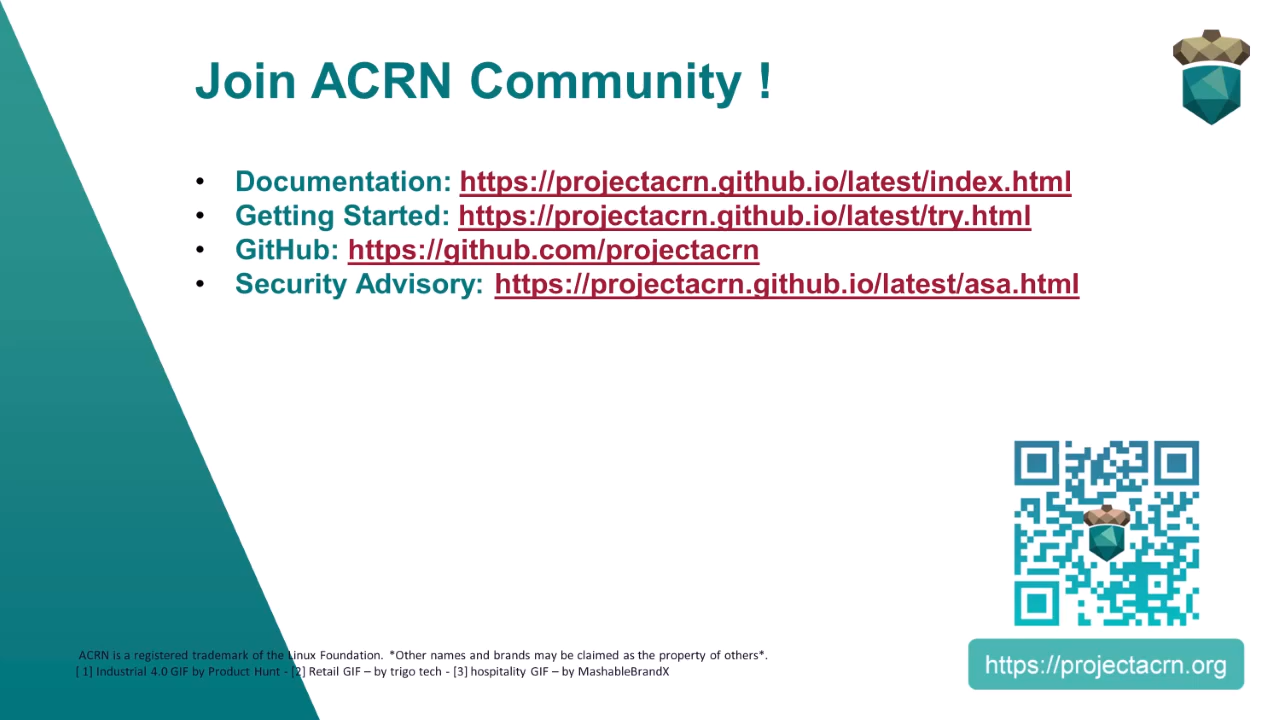 Join ACRN Community !
• Documentation: https://projectacrn.github.io/latest/index.html
• Getting Started: https://projectacrn.github.io/latest/try.html
• GitHub: https://github.com/projectacrn
• Security Advisory: https://projectacrn.github.io/latest/asa.html
ACRN is a registered trademark of the Linux Foundation. *Other names and brands may be claimed as the property of others*.
[ 1] Industrial 4.0 GIF by Product Hunt - [2] Retail GIF – by trigo tech - [3] hospitality GIF – by MashableBrandX
https://projectacrn.org